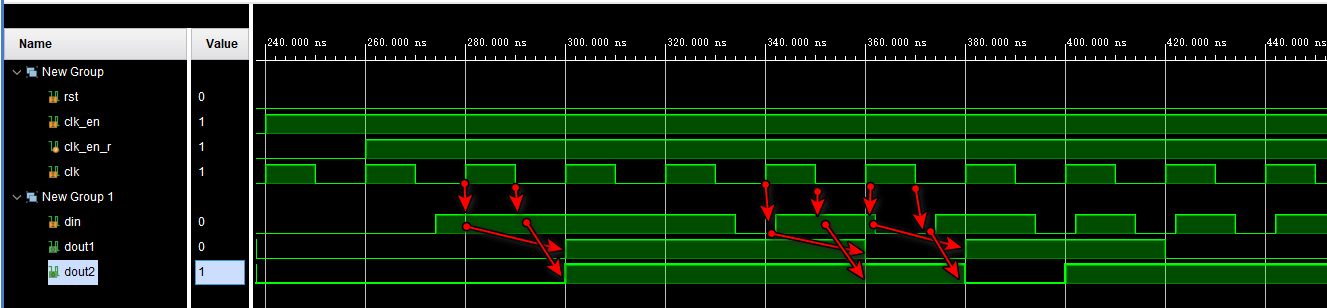 Name Value
240.000 ns 260.000 ns 280.000 ns 300.000 ns 320.000 ns 340.000 ns 360.000 ns 380.000 ns 400.000 ns 420.000 ns 440.000 ns
New Group
rst 0
clk_en 1
clk_en_r 1
clk 1
New Group 1
din 0
dout1 0
dout2 1